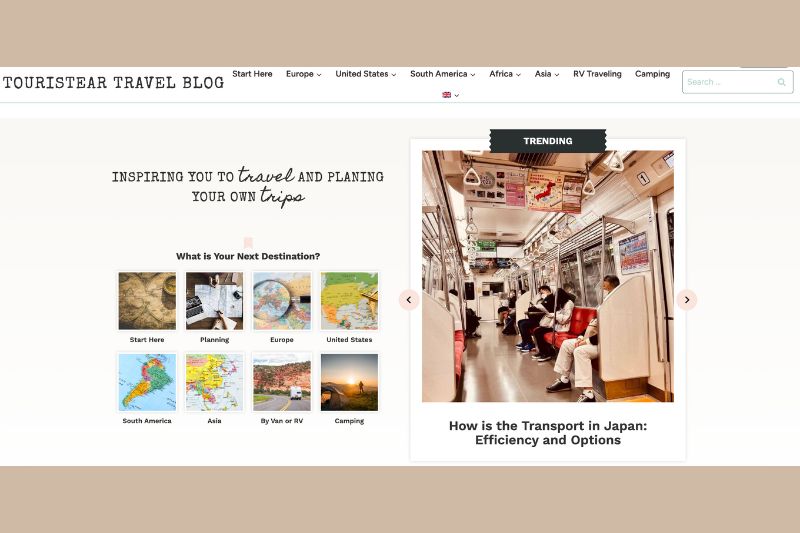 TOURISTEAR TRAVEL BLOG
Start Here Europe United States South America Africa Asia RV Traveling Camping
Search ...
TRENDING
INSPIRING YOU TO travel AND PLANING
YOUR OWN trips
What is Your Next Destination?
Start Here Planning Europe United States
South America Asia By Van or RV Camping
How is the Transport in Japan:
Efficiency and Options